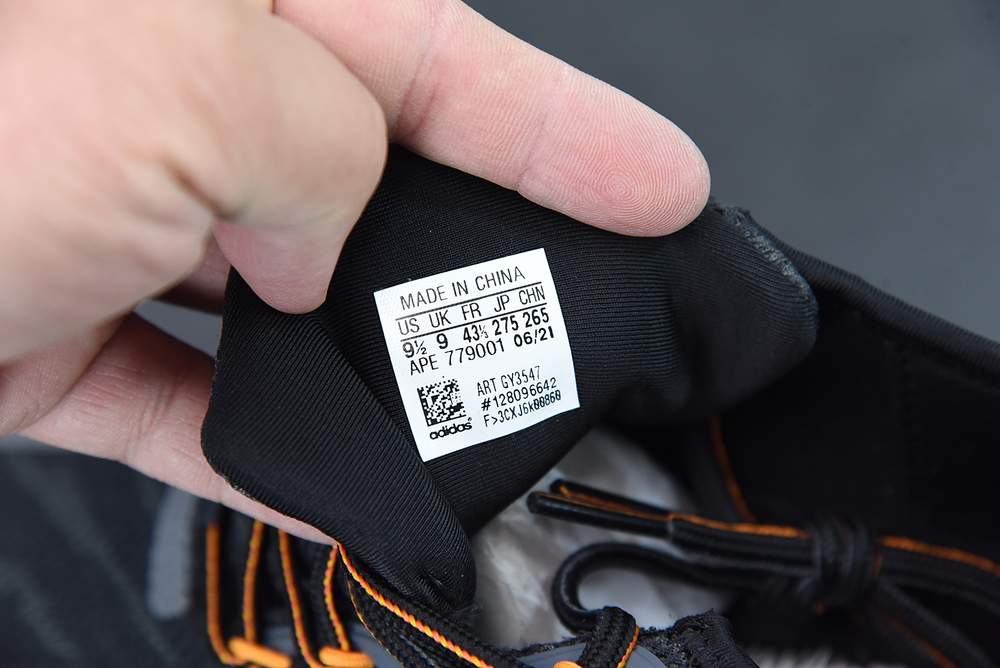 MADE IN CHINA
US UK FR JP CHN
9½ 9 43⅓ 275 265
APE 779001 06/21
ART GY3547
#128096642
F>3CXJ6k00860
adidas®